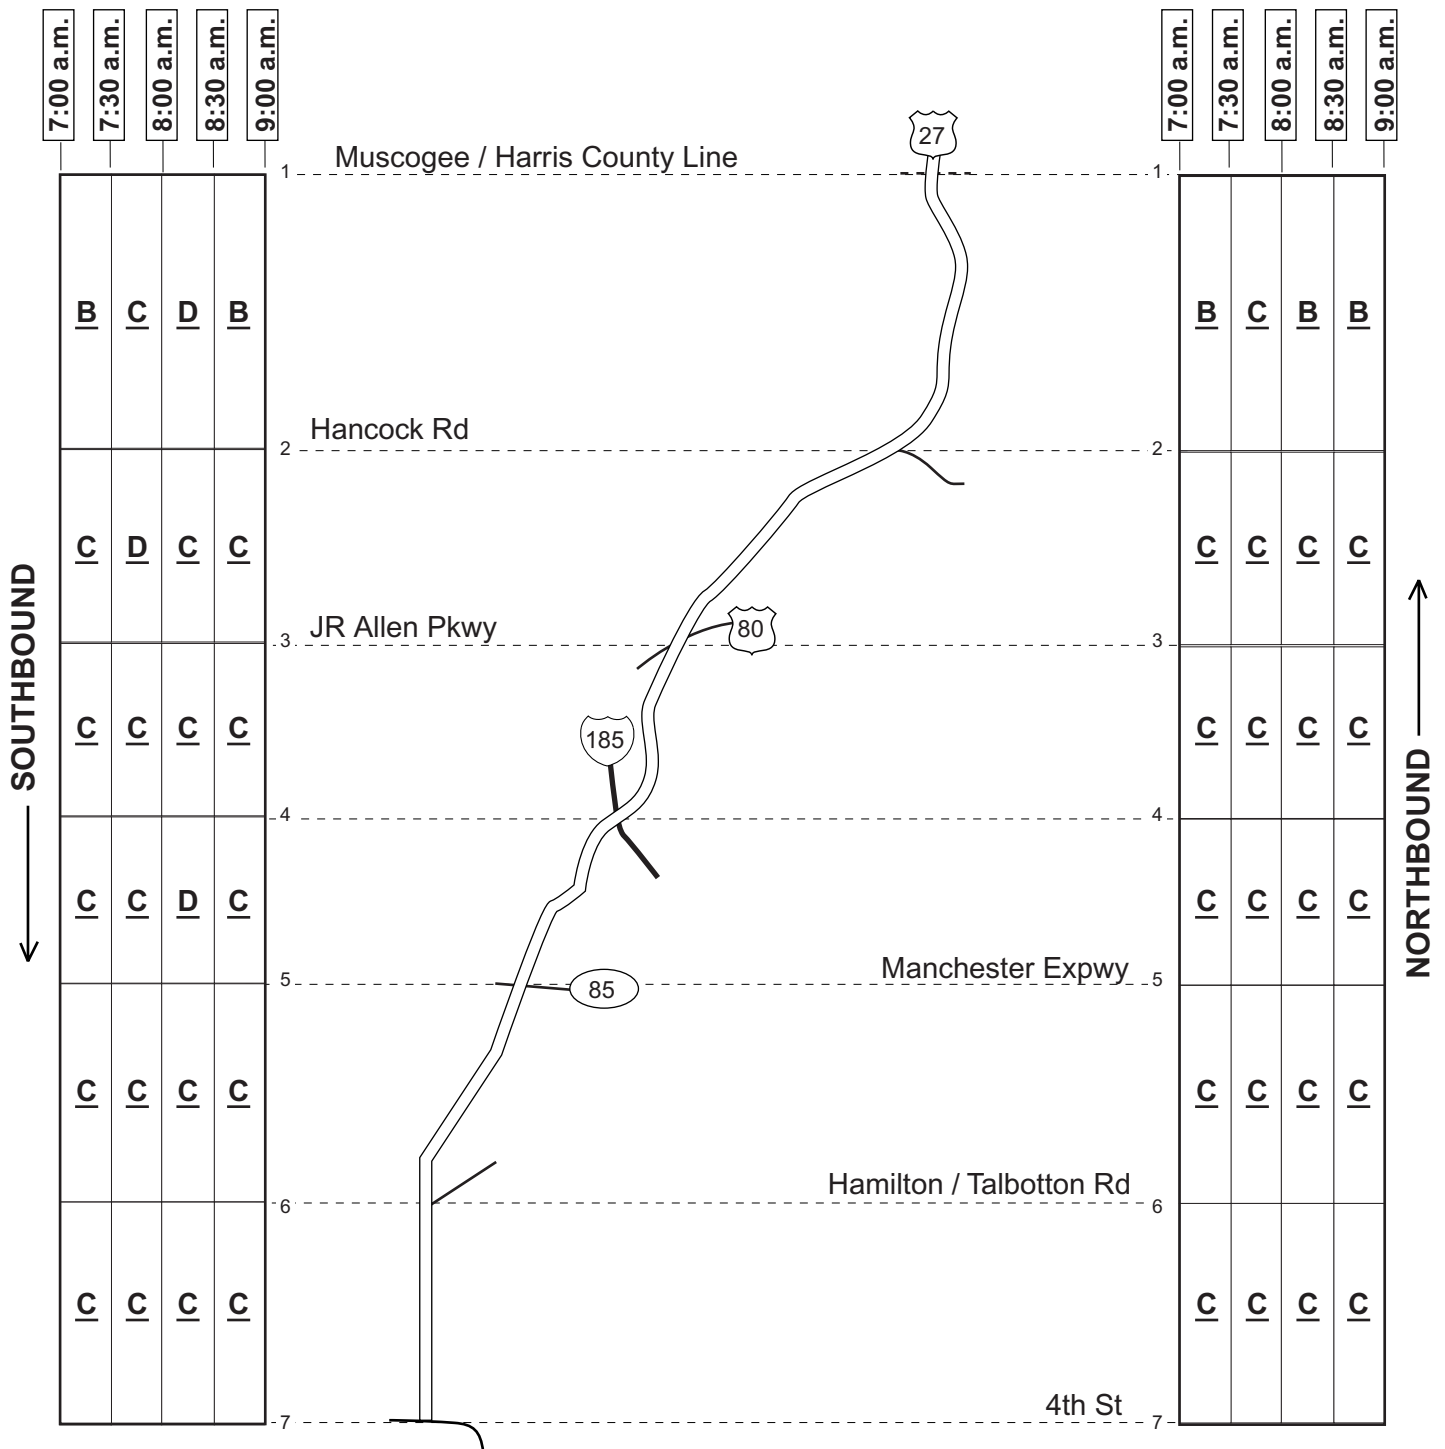 7:00 a.m. 7:30 a.m. 8:00 a.m. 8:30 a.m. 9:00 a.m.
7:00 a.m. 7:30 a.m. 8:00 a.m. 8:30 a.m. 9:00 a.m.
27
Muscogee / Harris County Line
1 1
B C D B
B C B B
Hancock Rd
2 2
C D C C
C C C C
SOUTHBOUND
JR Allen Pkwy
80
3 3
C C C C
185
C C C C
NORTHBOUND
4 4
C C D C
C C C C
Manchester Expwy
5 5
85
C C C C
C C C C
Hamilton / Talbotton Rd
6 6
C C C C
C C C C
4th St
7 7